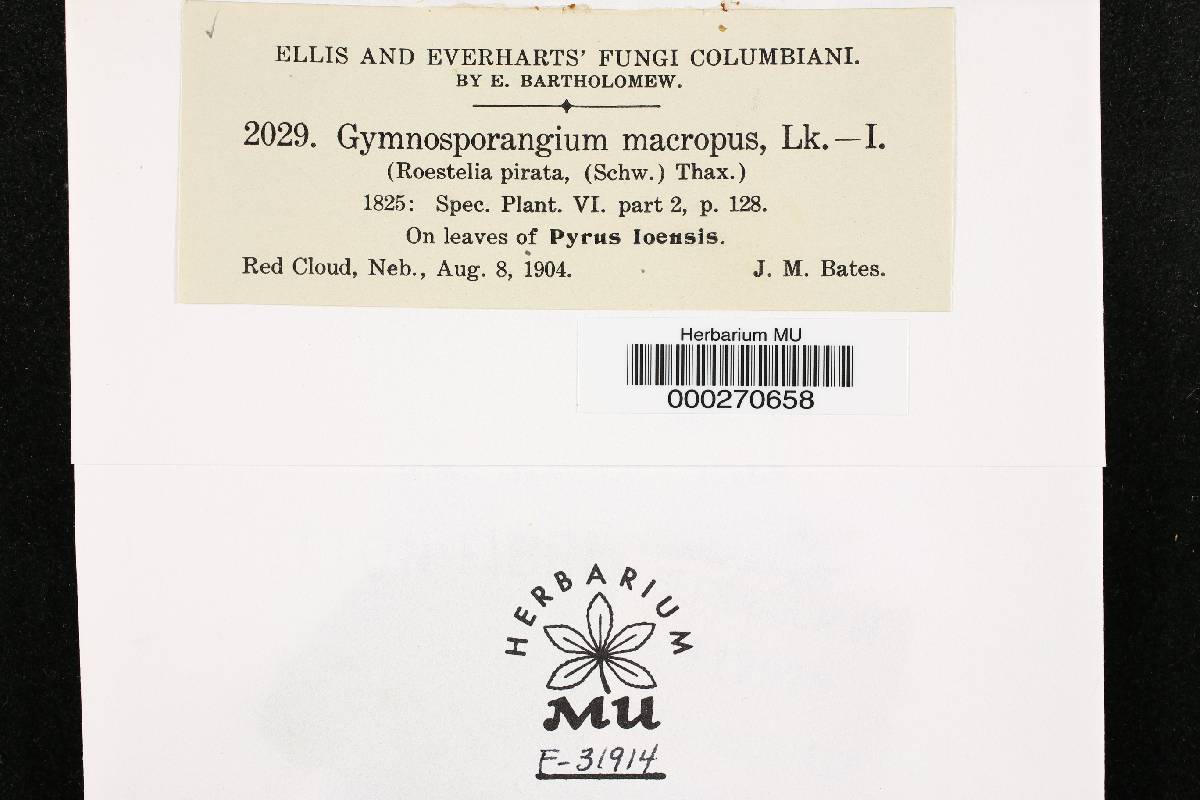 ELLIS AND EVERHARTS' FUNGI COLUMBIANI.
BY E. BARTHOLOMEW.
2029. Gymnosporangium macropus, Lk.—I.
(Roestelia pirata, (Schw.) Thax.)
1825: Spec. Plant. VI. part 2, p. 128.
On leaves of Pyrus Ioensis.
Red Cloud, Neb., Aug. 8, 1904. J. M. Bates.
Herbarium MU
000270658
HERBARIUM
MU
F-31914